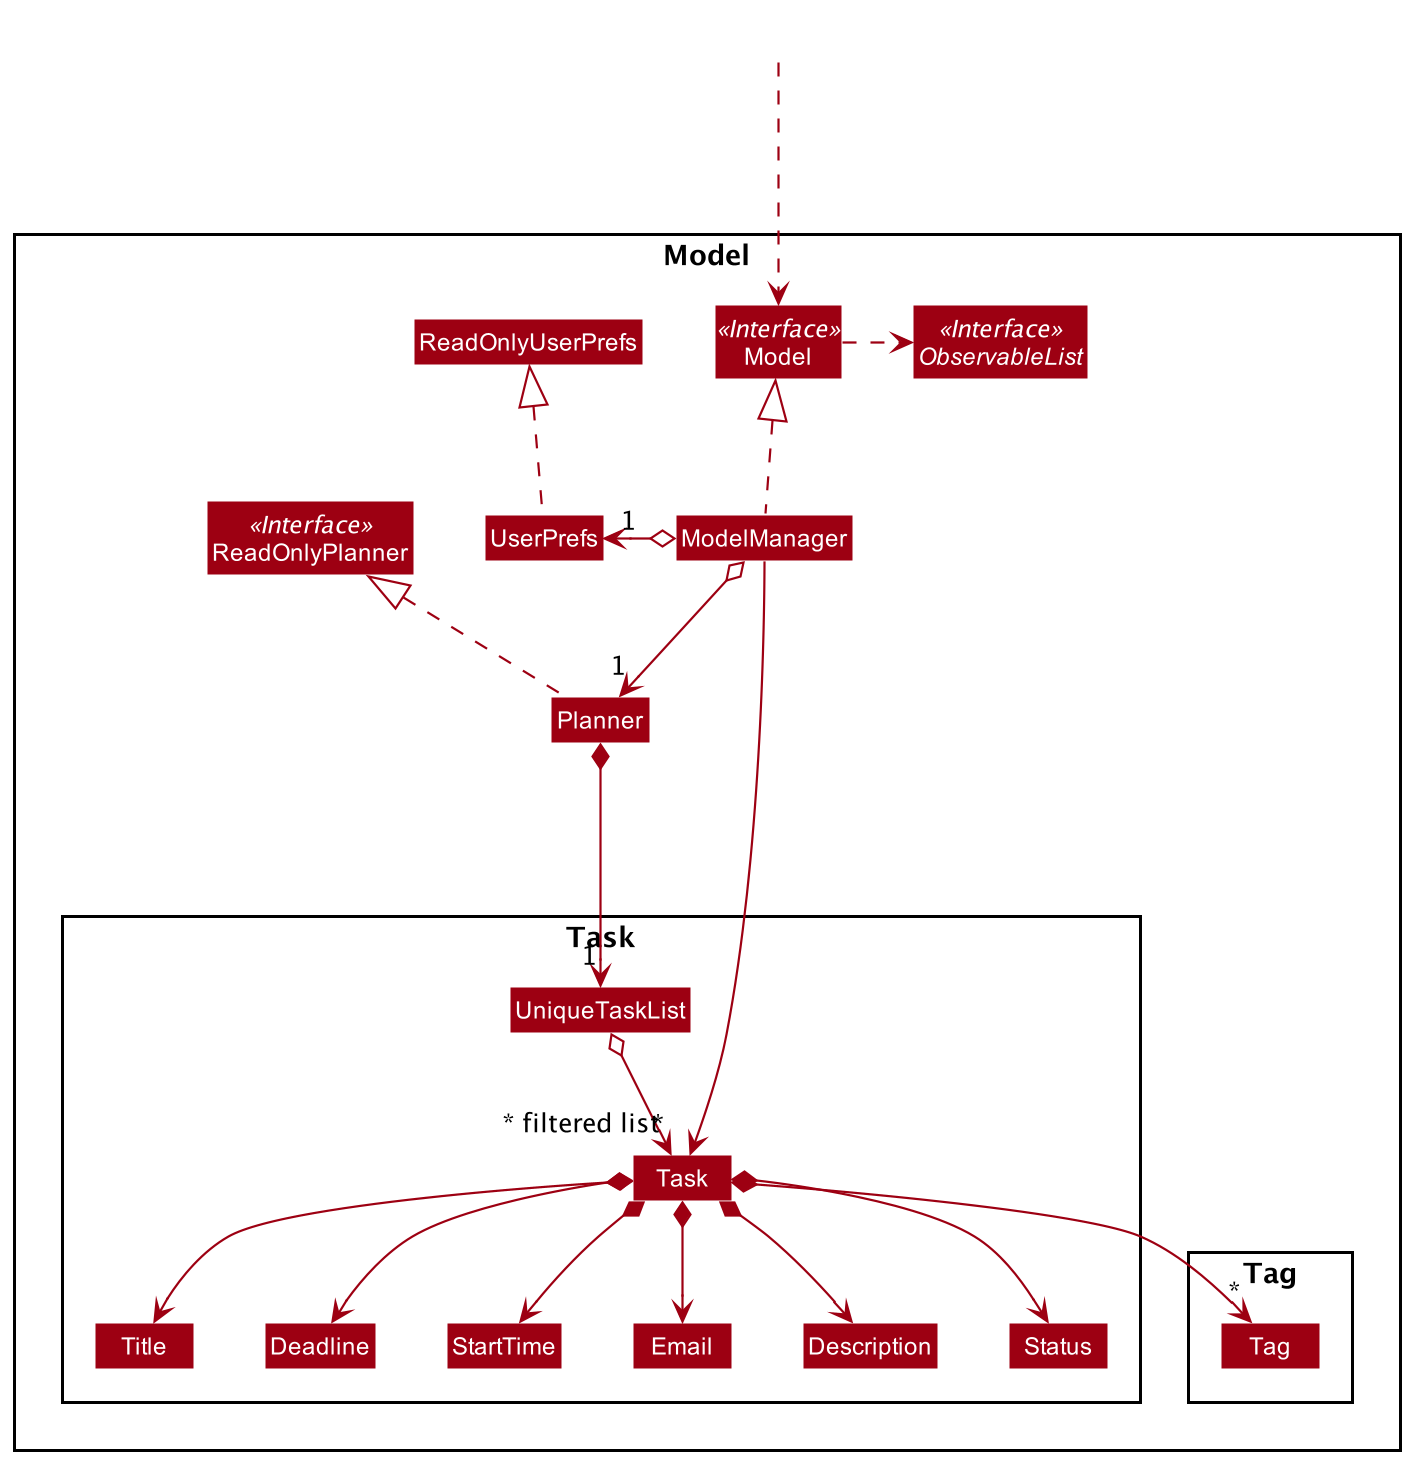 Model
ReadOnlyUserPrefs
«Interface»
Model
«Interface»
ObservableList
«Interface»
ReadOnlyPlanner
UserPrefs
1
ModelManager
1
Planner
Task
1
UniqueTaskList
* filtered list
*
Task
Tag
*
Title
Deadline
StartTime
Email
Description
Status
Tag